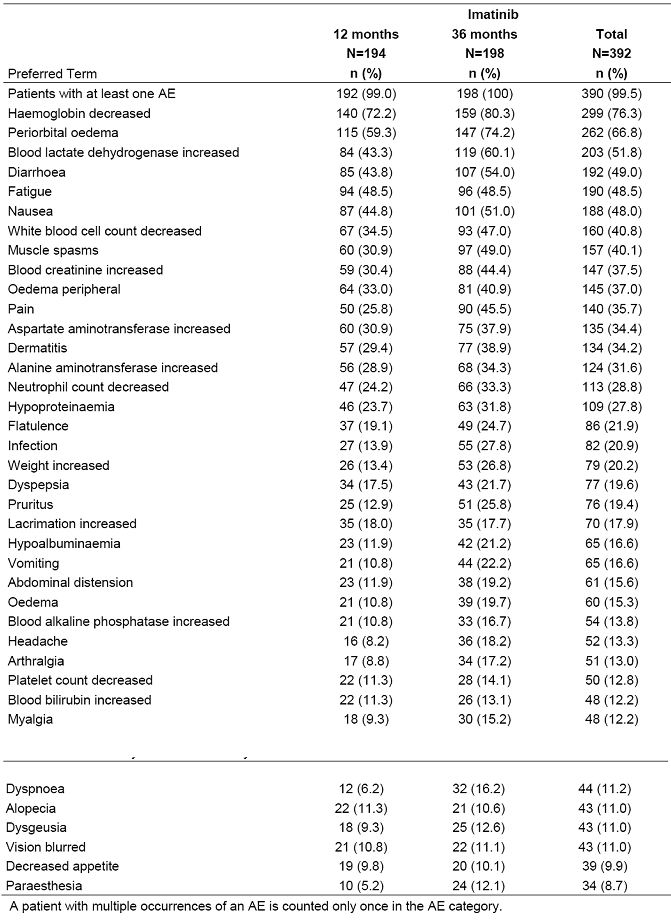 Imatinib
12 months 36 months Total
N=194 N=198 N=392
Preferred Term n (%) n (%) n (%)
Patients with at least one AE 192 (99.0) 198 (100) 390 (99.5)
Haemoglobin decreased 140 (72.2) 159 (80.3) 299 (76.3)
Periorbital oedema 115 (59.3) 147 (74.2) 262 (66.8)
Blood lactate dehydrogenase increased 84 (43.3) 119 (60.1) 203 (51.8)
Diarrhoea 85 (43.8) 107 (54.0) 192 (49.0)
Fatigue 94 (48.5) 96 (48.5) 190 (48.5)
Nausea 87 (44.8) 101 (51.0) 188 (48.0)
White blood cell count decreased 67 (34.5) 93 (47.0) 160 (40.8)
Muscle spasms 60 (30.9) 97 (49.0) 157 (40.1)
Blood creatinine increased 59 (30.4) 88 (44.4) 147 (37.5)
Oedema peripheral 64 (33.0) 81 (40.9) 145 (37.0)
Pain 50 (25.8) 90 (45.5) 140 (35.7)
Aspartate aminotransferase increased 60 (30.9) 75 (37.9) 135 (34.4)
Dermatitis 57 (29.4) 77 (38.9) 134 (34.2)
Alanine aminotransferase increased 56 (28.9) 68 (34.3) 124 (31.6)
Neutrophil count decreased 47 (24.2) 66 (33.3) 113 (28.8)
Hypoproteinaemia 46 (23.7) 63 (31.8) 109 (27.8)
Flatulence 37 (19.1) 49 (24.7) 86 (21.9)
Infection 27 (13.9) 55 (27.8) 82 (20.9)
Weight increased 26 (13.4) 53 (26.8) 79 (20.2)
Dyspepsia 34 (17.5) 43 (21.7) 77 (19.6)
Pruritus 25 (12.9) 51 (25.8) 76 (19.4)
Lacrimation increased 35 (18.0) 35 (17.7) 70 (17.9)
Hypoalbuminaemia 23 (11.9) 42 (21.2) 65 (16.6)
Vomiting 21 (10.8) 44 (22.2) 65 (16.6)
Abdominal distension 23 (11.9) 38 (19.2) 61 (15.6)
Oedema 21 (10.8) 39 (19.7) 60 (15.3)
Blood alkaline phosphatase increased 21 (10.8) 33 (16.7) 54 (13.8)
Headache 16 (8.2) 36 (18.2) 52 (13.3)
Arthralgia 17 (8.8) 34 (17.2) 51 (13.0)
Platelet count decreased 22 (11.3) 28 (14.1) 50 (12.8)
Blood bilirubin increased 22 (11.3) 26 (13.1) 48 (12.2)
Myalgia 18 (9.3) 30 (15.2) 48 (12.2)
Dyspnoea 12 (6.2) 32 (16.2) 44 (11.2)
Alopecia 22 (11.3) 21 (10.6) 43 (11.0)
Dysgeusia 18 (9.3) 25 (12.6) 43 (11.0)
Vision blurred 21 (10.8) 22 (11.1) 43 (11.0)
Decreased appetite 19 (9.8) 20 (10.1) 39 (9.9)
Paraesthesia 10 (5.2) 24 (12.1) 34 (8.7)
A patient with multiple occurrences of an AE is counted only once in the AE category.